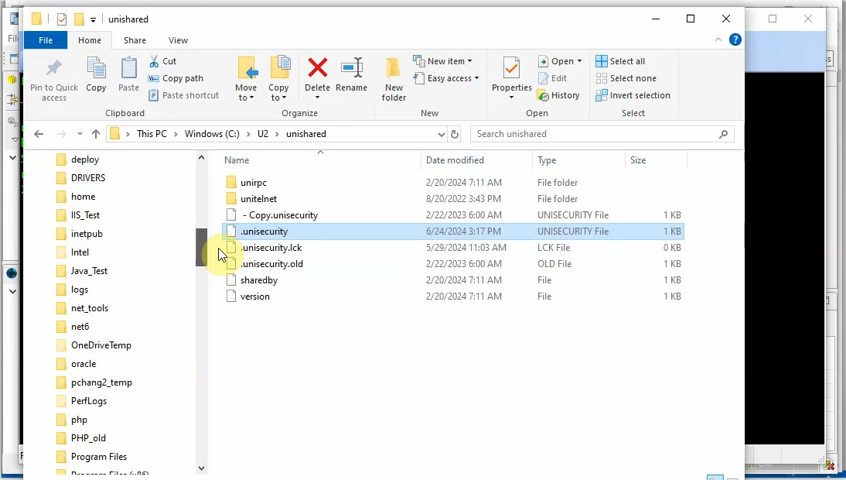 unishared
File
Home
Share
View
Pin to Quick access
Copy
Paste
Cut
Copy path
Paste shortcut
Clipboard
Move to
Copy to
Delete
Rename
Organize
New folder
New item
Easy access
New
Properties
Open
Edit
History
Open
Select all
Select none
Invert selection
Select
This PC > Windows (C:) > U2 > unishared
Search unishared
Name Date modified Type Size
unirpc 2/20/2024 7:11 AM File folder
unitelnet 8/20/2022 3:43 PM File folder
- Copy.unisecurity 2/22/2023 6:00 AM UNISECURITY File 1 KB
.unisecurity 6/24/2024 3:17 PM UNISECURITY File 1 KB
.unisecurity.lck 5/29/2024 11:03 AM LCK File 0 KB
.unisecurity.old 2/22/2023 6:00 AM OLD File 1 KB
sharedby 2/20/2024 7:11 AM File 1 KB
version 2/20/2024 7:11 AM File 1 KB
deploy
DRIVERS
home
IIS_Test
inetpub
Intel
Java_Test
logs
net_tools
net6
OneDriveTemp
oracle
pchang2_temp
PerfLogs
php
PHP_old
Program Files
Program Files (x86)